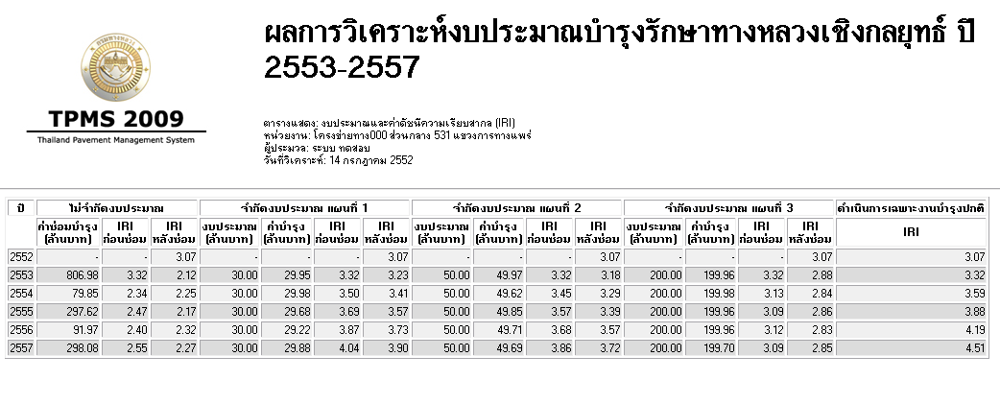 ผลการวิเคราะห์งบประมาณบำรุงรักษาทางหลวงเชิงกลยุทธ์ ปี
2553-2557
TPMS 2009
Thailand Pavement Management System
ตารางแสดง: งบประมาณและค่าดัชนีความเรียบสากล (IRI)
หน่วยงาน: โครงข่ายทาง000 ส่วนกลาง 531 แขวงการทางแพร่
ผู้ประมวล: ระบบ ทดสอบ
วันที่วิเคราะห์: 14 กรกฎาคม 2552
ปี ไม่จำกัดงบประมาณ จำกัดงบประมาณ แผนที่ 1 จำกัดงบประมาณ แผนที่ 2 จำกัดงบประมาณ แผนที่ 3 ดำเนินการเฉพาะงานบำรุงปกติ
ค่าซ่อมบำรุง IRI IRI งบประมาณ ค่าบำรุง IRI IRI งบประมาณ ค่าบำรุง IRI IRI งบประมาณ ค่าบำรุง IRI IRI IRI
(ล้านบาท) ก่อนซ่อม หลังซ่อม (ล้านบาท) (ล้านบาท) ก่อนซ่อม หลังซ่อม (ล้านบาท) (ล้านบาท) ก่อนซ่อม หลังซ่อม (ล้านบาท) (ล้านบาท) ก่อนซ่อม หลังซ่อม
2552 - - 3.07 - - - 3.07 - - - 3.07 - - - 3.07 3.07
2553 806.98 3.32 2.12 30.00 29.95 3.32 3.23 50.00 49.97 3.32 3.18 200.00 199.96 3.32 2.88 3.32
2554 79.85 2.34 2.25 30.00 29.98 3.50 3.41 50.00 49.62 3.45 3.29 200.00 199.98 3.13 2.84 3.59
2555 297.62 2.47 2.17 30.00 29.68 3.69 3.57 50.00 49.85 3.57 3.39 200.00 199.96 3.09 2.86 3.88
2556 91.97 2.40 2.32 30.00 29.22 3.87 3.73 50.00 49.71 3.68 3.57 200.00 199.96 3.12 2.83 4.19
2557 298.08 2.55 2.27 30.00 29.88 4.04 3.90 50.00 49.69 3.86 3.72 200.00 199.70 3.09 2.85 4.51